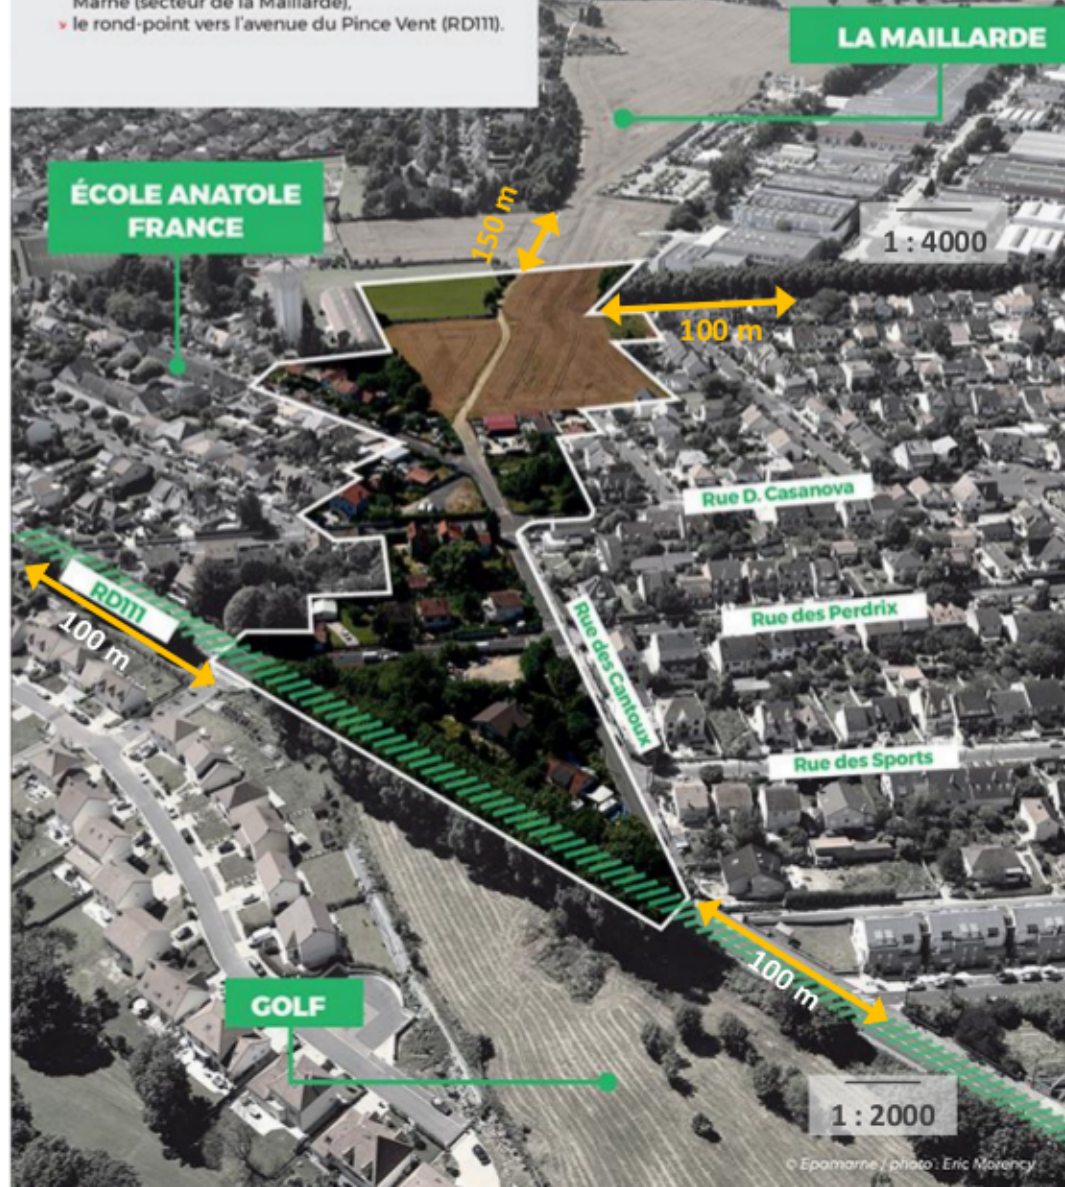 Marne (secteur de la Maillarde),
le rond-point vers l'avenue du Pince Vent (RD111).
LA MAILLARDE
ÉCOLE ANATOLE
FRANCE
150 m
1 : 4000
100 m
Rue D. Casanova
RD111
100 m
Rue des Cantoux
Rue des Perdrix
Rue des Sports
100 m
GOLF
1 : 2000
© Epamarne / photo : Eric Morency